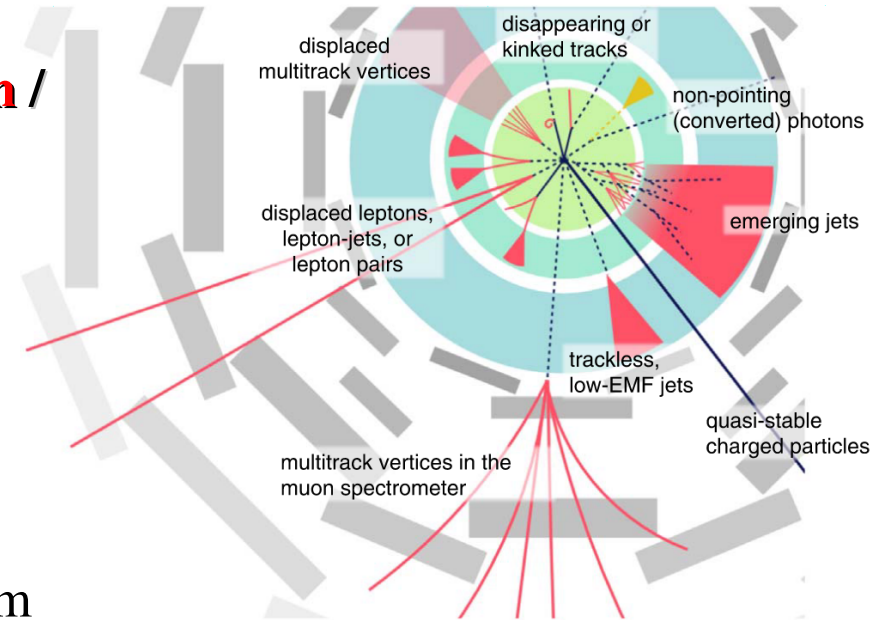 disappearing or
kinked tracks
displaced
multitrack vertices
/
non-pointing
(converted) photons
displaced leptons,
lepton-jets, or
lepton pairs
emerging jets
trackless,
low-EMF jets
quasi-stable
charged particles
multitrack vertices in the
muon spectrometer
m